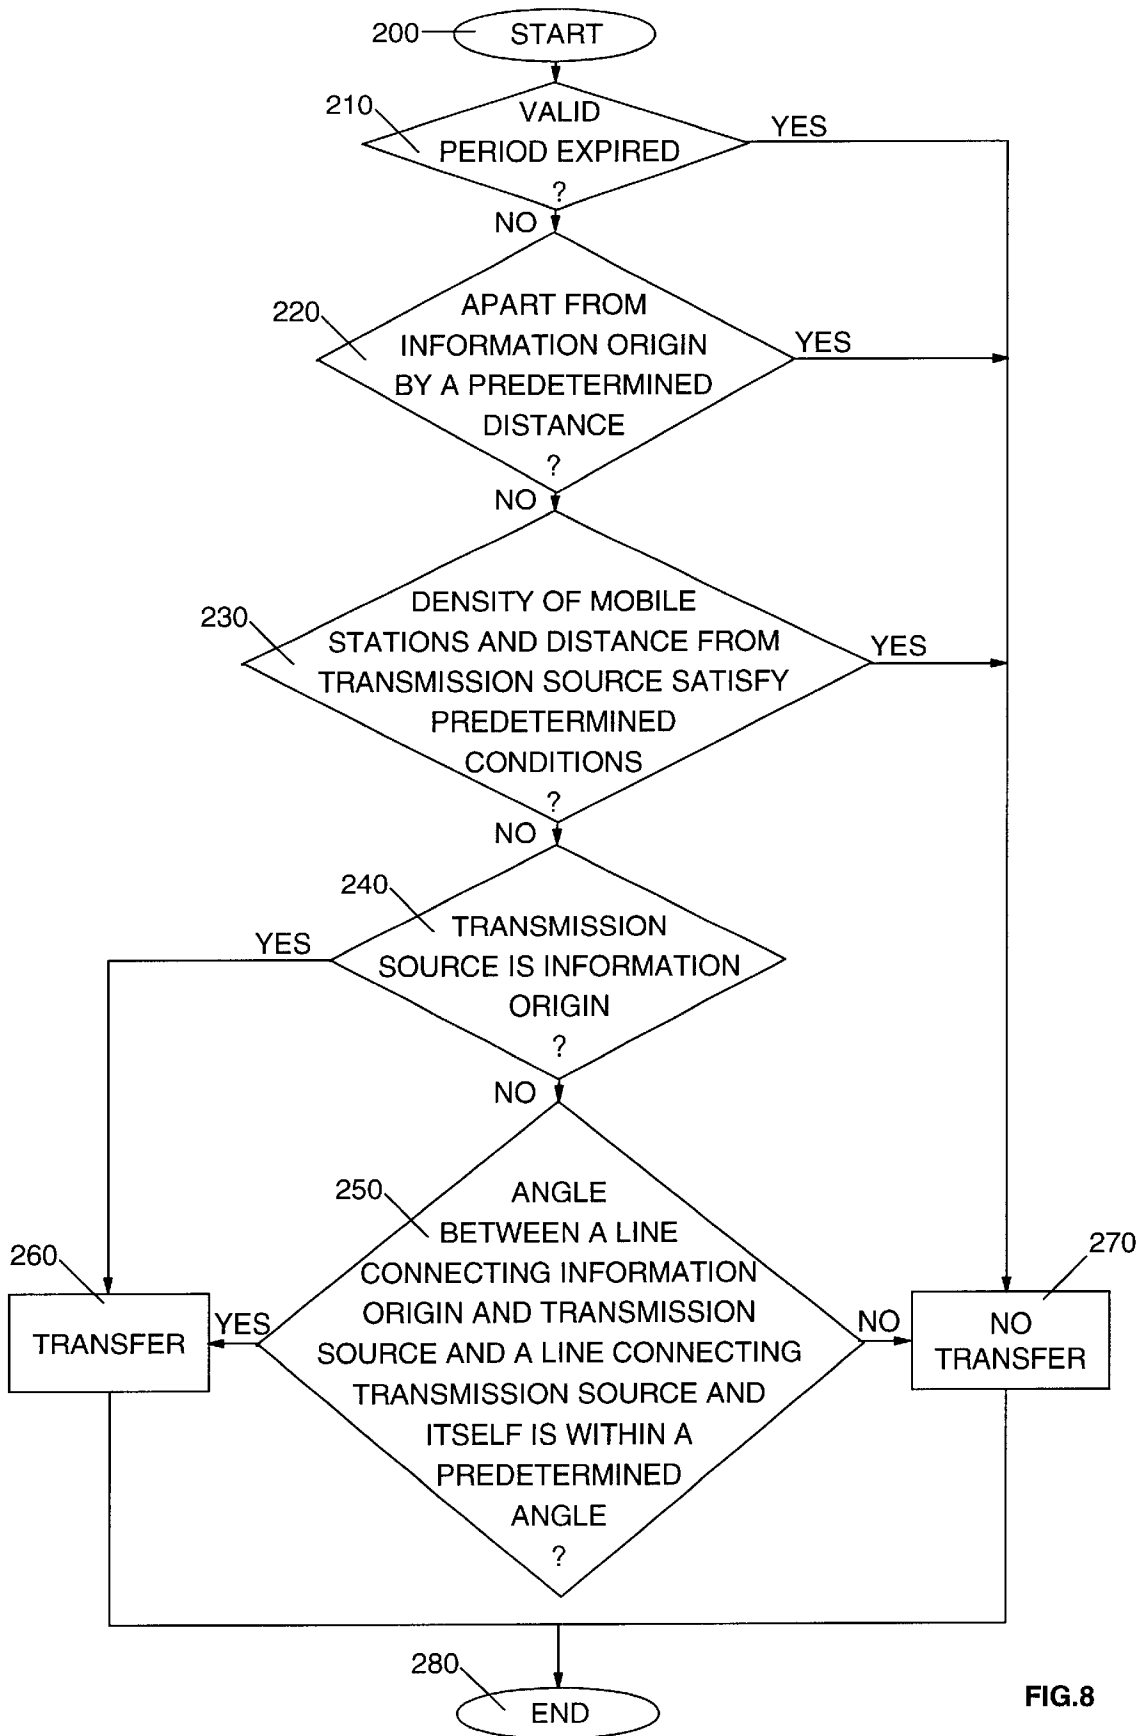 200
START
210
VALID
PERIOD EXPIRED
?
YES
NO
220
APART FROM
INFORMATION ORIGIN
BY A PREDETERMINED
DISTANCE
?
YES
NO
230
DENSITY OF MOBILE
STATIONS AND DISTANCE FROM
TRANSMISSION SOURCE SATISFY
PREDETERMINED
CONDITIONS
?
YES
NO
240
TRANSMISSION
SOURCE IS INFORMATION
ORIGIN
?
YES
NO
250
ANGLE
BETWEEN A LINE
CONNECTING INFORMATION
ORIGIN AND TRANSMISSION
SOURCE AND A LINE CONNECTING
TRANSMISSION SOURCE AND
ITSELF IS WITHIN A
PREDETERMINED
ANGLE
?
YES
NO
260
TRANSFER
270
NO
TRANSFER
280
END
FIG.8